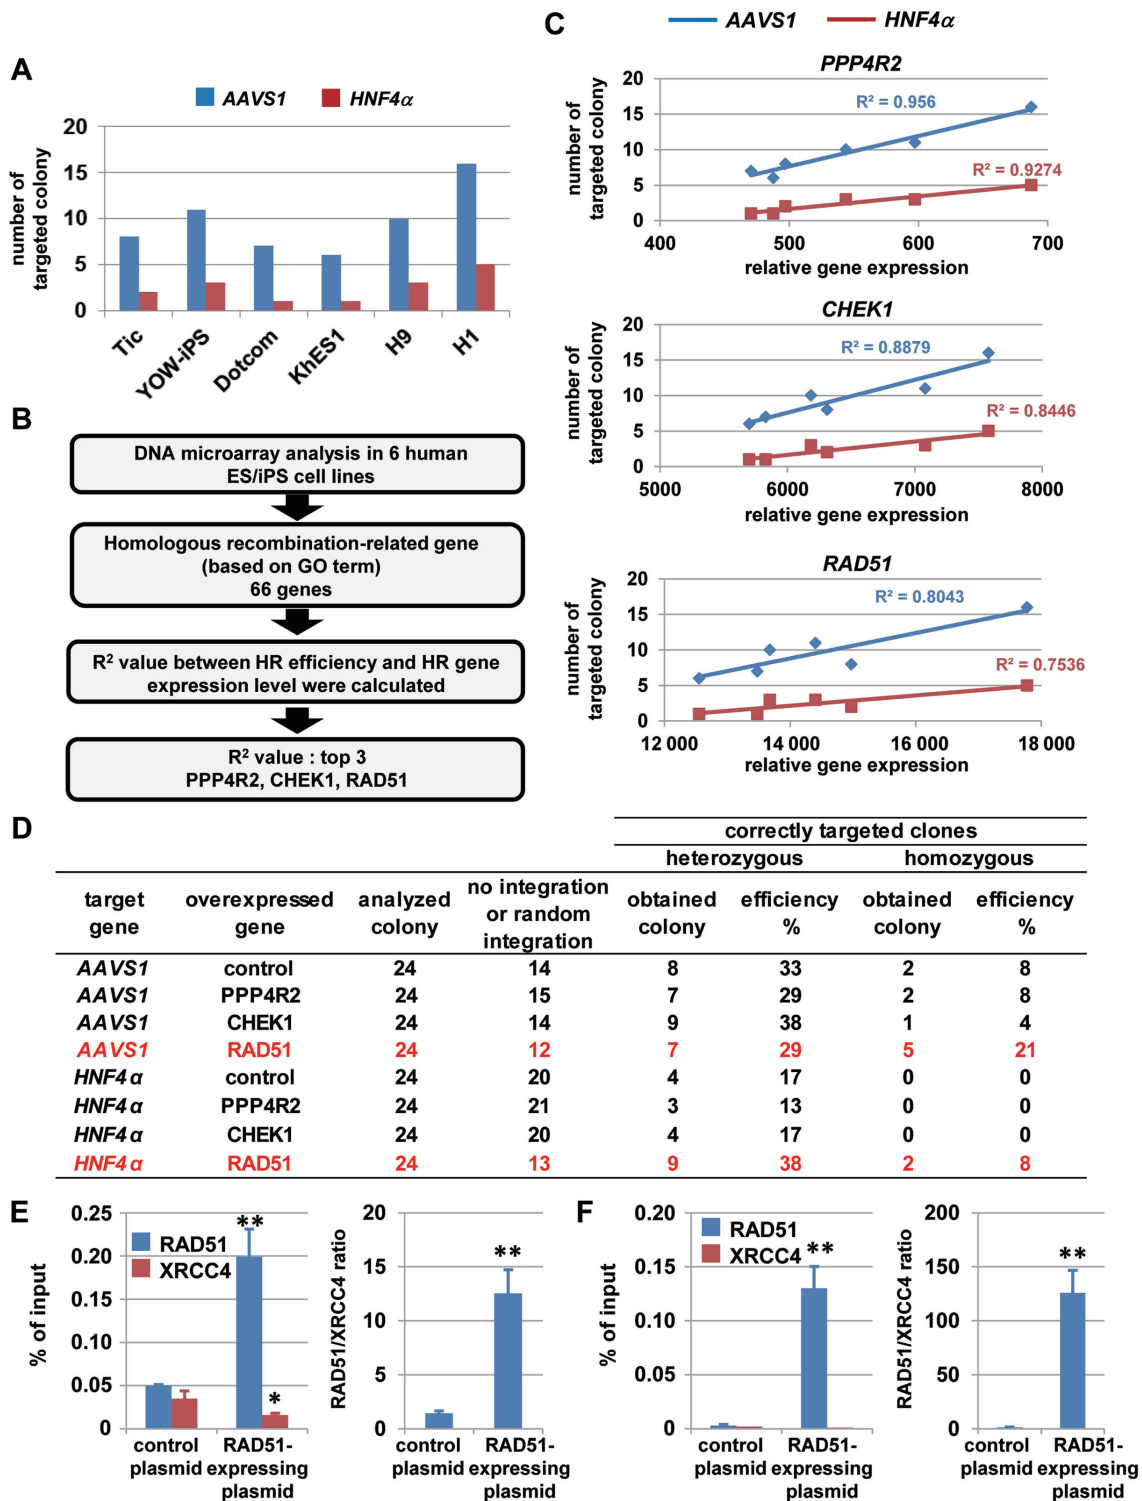 A
AAVS1 HNF4α
number of
targeted colony
20
15
10
5
0
Tic
YOW-iPS
Dotcom
KhES1
H9
H1
B
DNA microarray analysis in 6 human
ES/iPS cell lines
Homologous recombination-related gene
(based on GO term)
66 genes
R² value between HR efficiency and HR gene
expression level were calculated
R² value : top 3
PPP4R2, CHEK1, RAD51
C
AAVS1 HNF4α
PPP4R2
number of
targeted colony
20
15
10
5
0
R² = 0.956
R² = 0.9274
400 500 600 700
relative gene expression
CHEK1
number of
targeted colony
20
15
10
5
0
R² = 0.8879
R² = 0.8446
5000 6000 7000 8000
relative gene expression
RAD51
number of
targeted colony
20
15
10
5
0
R² = 0.8043
R² = 0.7536
12 000 14 000 16 000 18 000
relative gene expression
D
correctly targeted clones
heterozygous homozygous
target gene overexpressed gene analyzed colony no integration or random integration obtained colony efficiency % obtained colony efficiency %
AAVS1 control 24 14 8 33 2 8
AAVS1 PPP4R2 24 15 7 29 2 8
AAVS1 CHEK1 24 14 9 38 1 4
AAVS1 RAD51 24 12 7 29 5 21
HNF4α control 24 20 4 17 0 0
HNF4α PPP4R2 24 21 3 13 0 0
HNF4α CHEK1 24 20 4 17 0 0
HNF4α RAD51 24 13 9 38 2 8
E
% of input
0.25
0.20
0.15
0.10
0.05
0
RAD51
XRCC4
**
*
control plasmid
RAD51-expressing plasmid
RAD51/XRCC4 ratio
20
15
10
5
0
**
control plasmid
RAD51-expressing plasmid
F
% of input
0.20
0.15
0.10
0.05
0
RAD51
XRCC4
**
control plasmid
RAD51-expressing plasmid
RAD51/XRCC4 ratio
200
150
100
50
0
**
control plasmid
RAD51-expressing plasmid